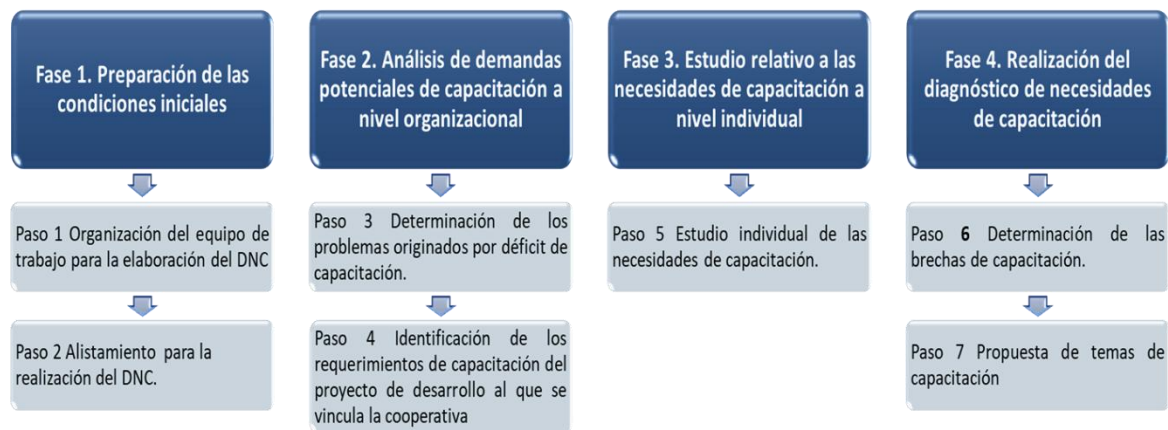 Fase 1. Preparación de las
condiciones iniciales
Paso 1 Organización del equipo de
trabajo para la elaboración del DNC
Paso 2 Alistamiento para la
realización del DNC.
Fase 2. Análisis de demandas
potenciales de capacitación a
nivel organizacional
Paso 3 Determinación de los
problemas originados por déficit de
capacitación.
Paso 4 Identificación de los
requerimientos de capacitación del
proyecto de desarrollo al que se
vincula la cooperativa
Fase 3. Estudio relativo a las
necesidades de capacitación a
nivel individual
Paso 5 Estudio individual de las
necesidades de capacitación.
Fase 4. Realización del
diagnóstico de necesidades
de capacitación
Paso 6 Determinación de las
brechas de capacitación.
Paso 7 Propuesta de temas de
capacitación